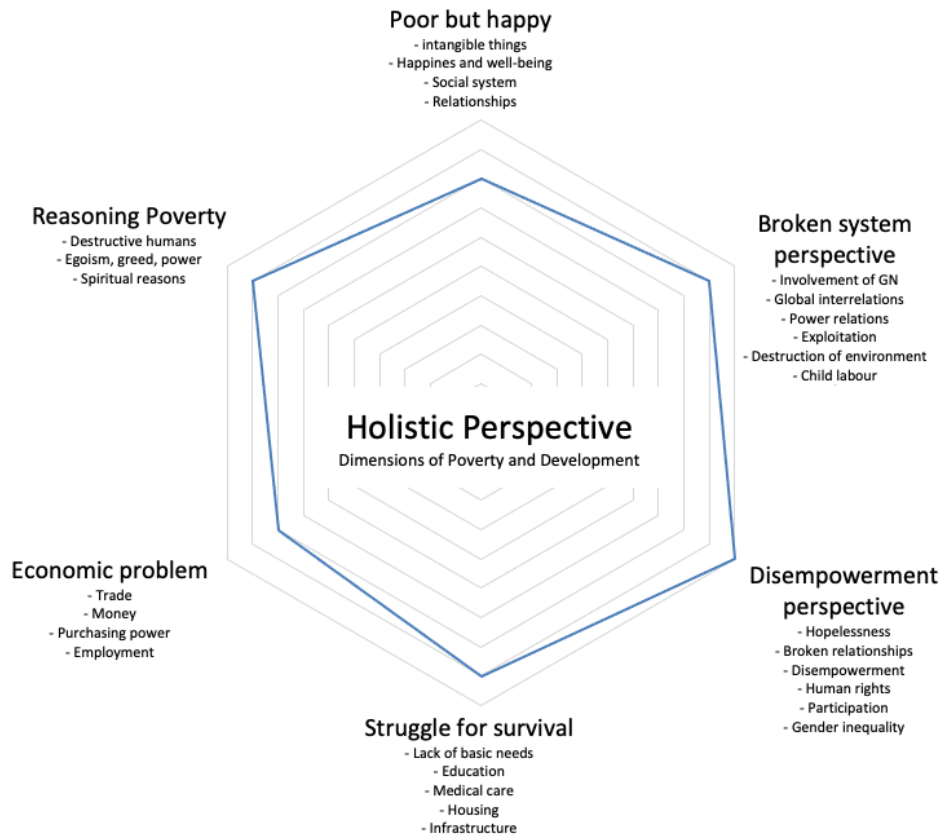 Poor but happy
- intangible things
- Happines and well-being
- Social system
- Relationships
Reasoning Poverty
- Destructive humans
- Egoism, greed, power
- Spiritual reasons
Broken system
perspective
- Involvement of GN
- Global interrelations
- Power relations
- Exploitation
- Destruction of environment
- Child labour
Holistic Perspective
Dimensions of Poverty and Development
Economic problem
- Trade
- Money
- Purchasing power
- Employment
Disempowerment
perspective
- Hopelessness
- Broken relationships
- Disempowerment
- Human rights
- Participation
- Gender inequality
Struggle for survival
- Lack of basic needs
- Education
- Medical care
- Housing
- Infrastructure